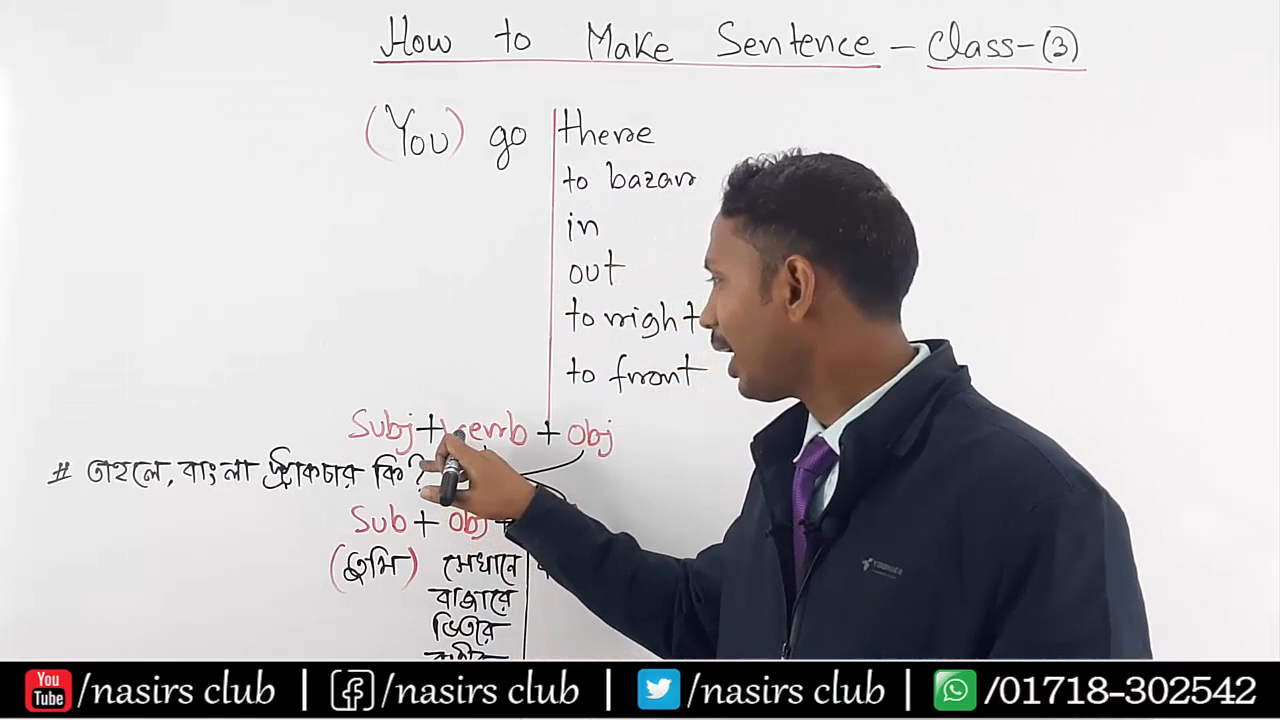 How to Make Sentence - Class-(3)
(You) go there
to bazar
in
out
to right
to front
Subj + verb + obj
# তাহলে, বাংলা স্ট্রাকচার কি?
Sub + Obj +
(তুমি) সেখানে
বাজারে
ভিতরে
You Tube /nasirs club | /nasirs club | /nasirs club | /01718-302542